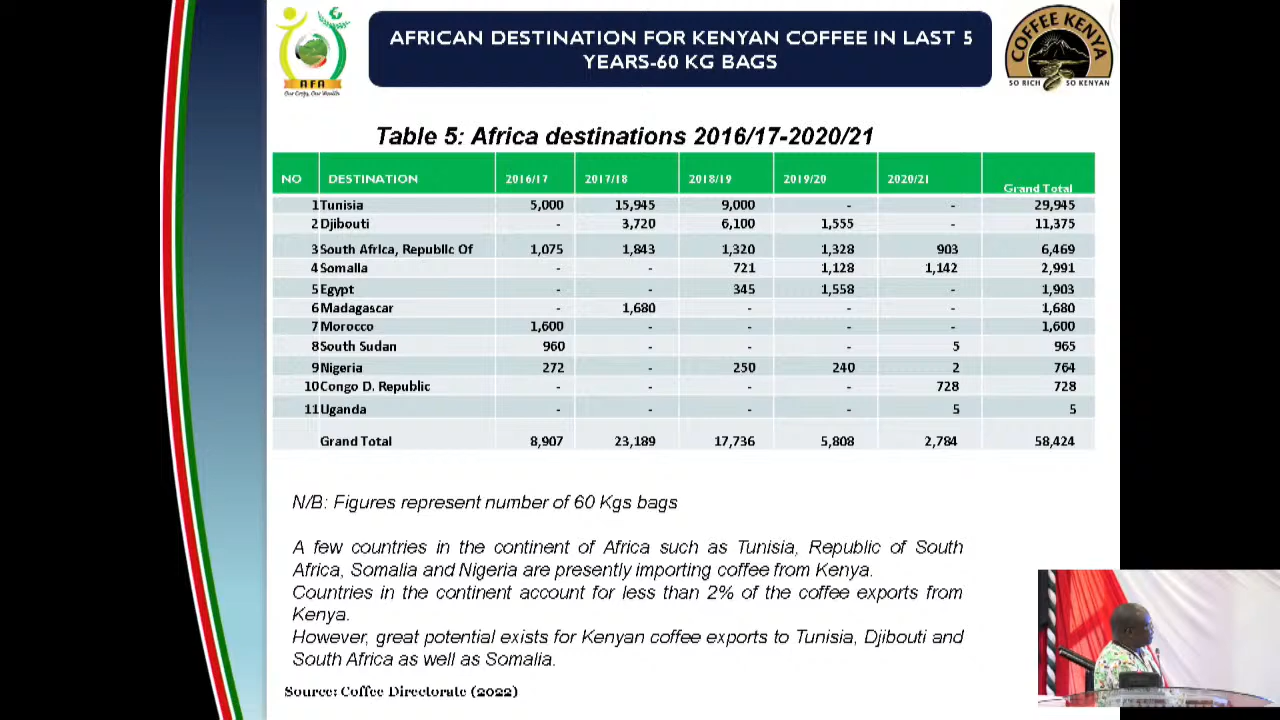 AFRICAN DESTINATION FOR KENYAN COFFEE IN LAST 5
YEARS-60 KG BAGS
AFA
Our Crop, Our Wealth
COFFEE KENYA
SO RICH SO KENYAN
Table 5: Africa destinations 2016/17-2020/21
NO DESTINATION 2016/17 2017/18 2018/19 2019/20 2020/21 Grand Total
1 Tunisia 5,000 15,945 9,000 - - 29,945
2 Djibouti - 3,720 6,100 1,555 - 11,375
3 South Africa, Republic Of 1,075 1,843 1,320 1,328 903 6,469
4 Somalia - - 721 1,128 1,142 2,991
5 Egypt - - 345 1,558 - 1,903
6 Madagascar - 1,680 - - - 1,680
7 Morocco 1,600 - - - - 1,600
8 South Sudan 960 - - - 5 965
9 Nigeria 272 - 250 240 2 764
10 Congo D. Republic - - - - 728 728
11 Uganda - - - - 5 5
Grand Total 8,907 23,189 17,736 5,808 2,784 58,424
N/B: Figures represent number of 60 Kgs bags
A few countries in the continent of Africa such as Tunisia, Republic of South
Africa, Somalia and Nigeria are presently importing coffee from Kenya.
Countries in the continent account for less than 2% of the coffee exports from
Kenya.
However, great potential exists for Kenyan coffee exports to Tunisia, Djibouti and
South Africa as well as Somalia.
Source: Coffee Directorate (2022)